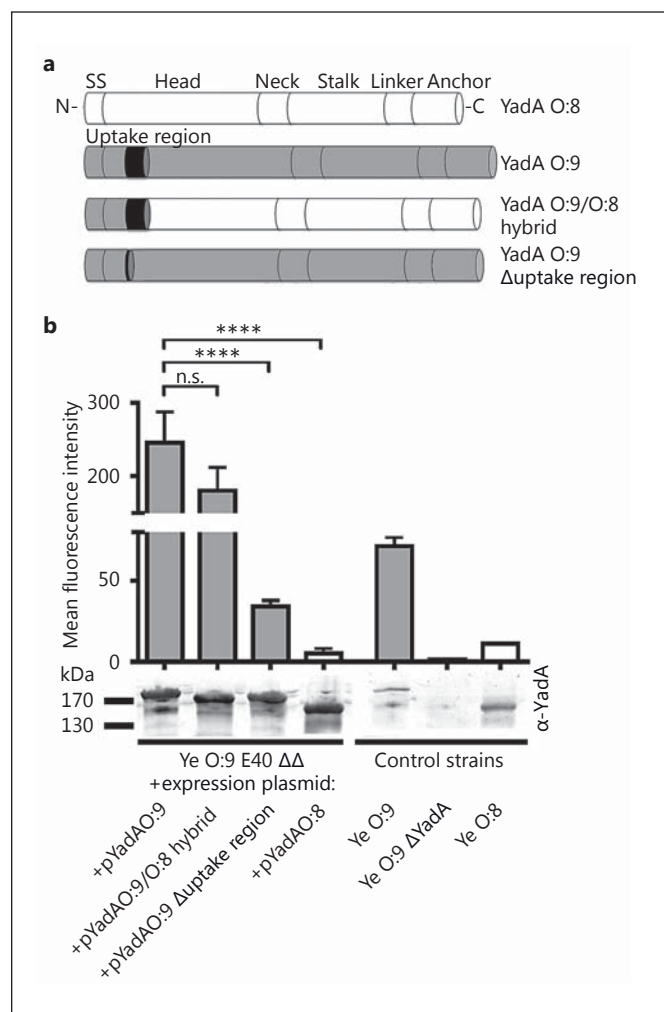 a
SS Head Neck Stalk Linker Anchor
N- -C YadA O:8
Uptake region
YadA O:9
YadA O:9/O:8
hybrid
YadA O:9
Δuptake region
b
****
****
n.s.
300
200
50
0
Mean fluorescence intensity
kDa
170
130
α-YadA
Ye O:9 E40 ΔΔ
+expression plasmid:
Control strains
+pYadAO:9
+pYadAO:9/O:8 hybrid
+pYadAO:9 Δuptake region
+pYadAO:8
Ye O:9
Ye O:9 ΔYadA
Ye O:8